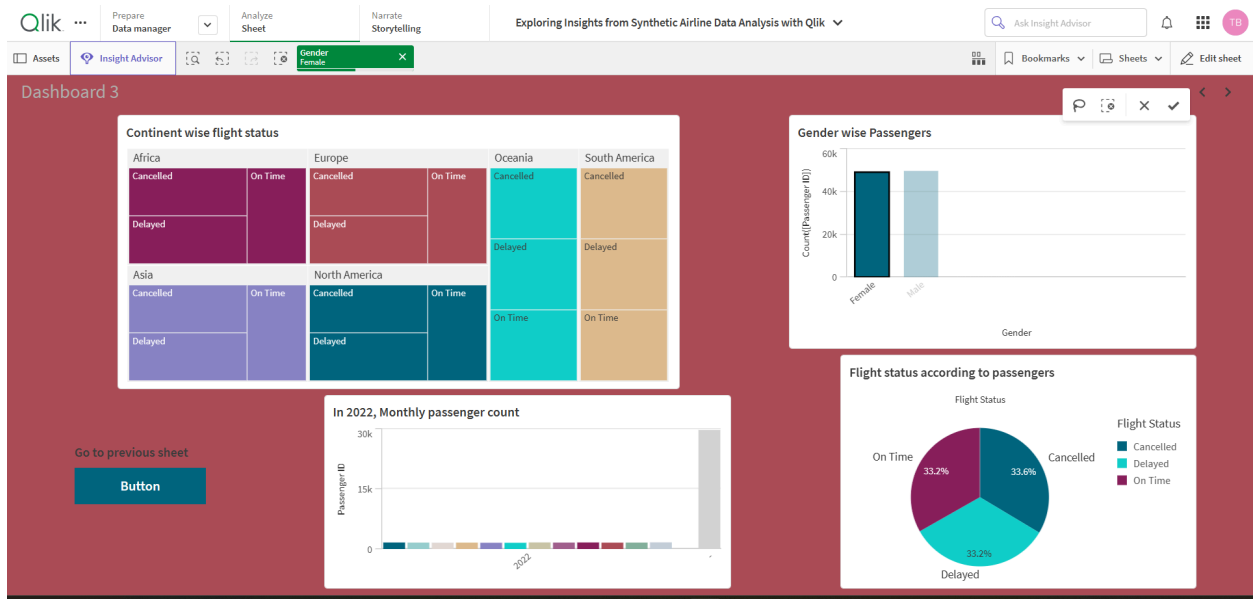 Qlik
Prepare
Data manager
Analyze
Sheet
Narrate
Storytelling
Exploring Insights from Synthetic Airline Data Analysis with Qlik
Ask Insight Advisor
TB
Assets
Insight Advisor
Gender
Female
Bookmarks
Sheets
Edit sheet
Dashboard 3
Continent wise flight status
Africa
Cancelled
On Time
Delayed
Europe
Cancelled
On Time
Delayed
Oceania
Cancelled
Delayed
On Time
South America
Cancelled
Delayed
On Time
Asia
Cancelled
On Time
Delayed
North America
Cancelled
On Time
Delayed
Gender wise Passengers
60k
40k
20k
0
Count([Passenger ID])
Female
Male
Gender
In 2022, Monthly passenger count
30k
15k
0
Passenger ID
2022
-
Go to previous sheet
Button
Flight status according to passengers
Flight Status
On Time
33.2%
Cancelled
33.6%
Delayed
33.2%
Flight Status
Cancelled
Delayed
On Time